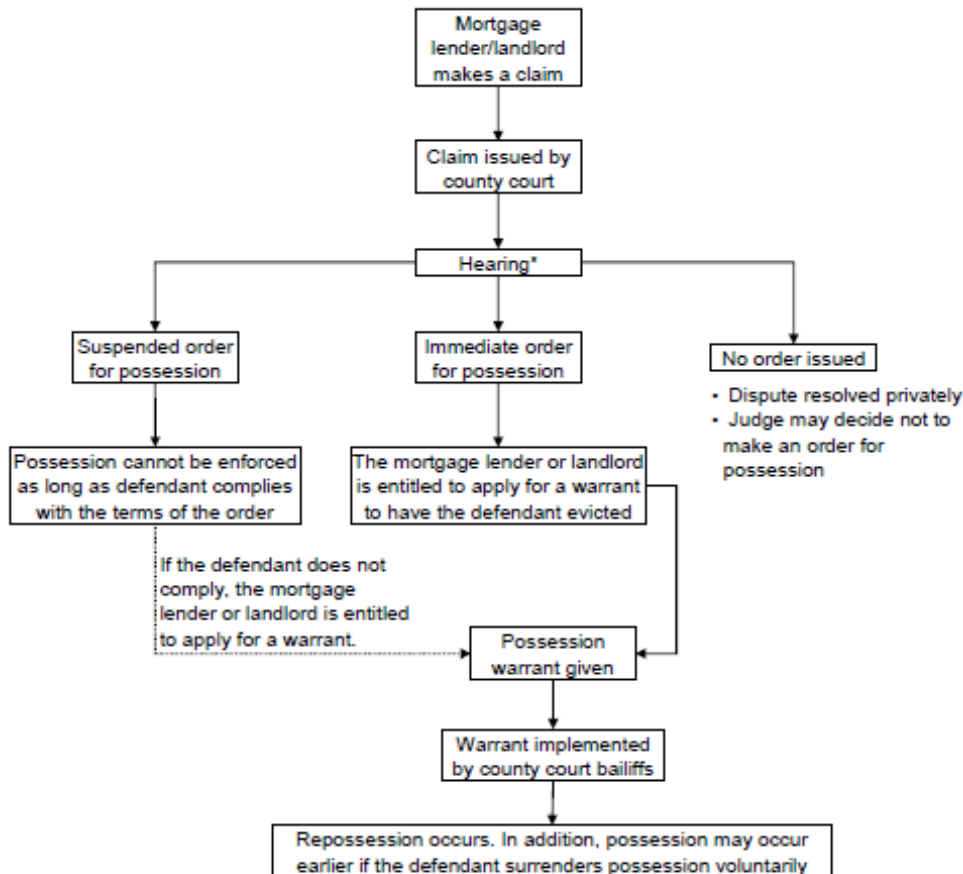 Mortgage
lender/landlord
makes a claim
Claim issued by
county court
Hearing*
Suspended order
for possession
Immediate order
for possession
No order issued
• Dispute resolved privately
• Judge may decide not to
make an order for
possession
Possession cannot be enforced
as long as defendant complies
with the terms of the order
The mortgage lender or landlord
is entitled to apply for a warrant
to have the defendant evicted
If the defendant does not
comply, the mortgage
lender or landlord is entitled
to apply for a warrant.
Possession
warrant given
Warrant implemented
by county court bailiffs
Repossession occurs. In addition, possession may occur
earlier if the defendant surrenders possession voluntarily